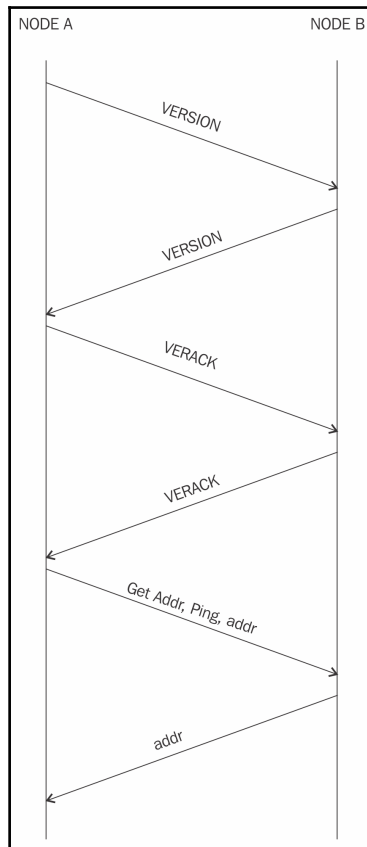 NODE A
NODE B
VERSION
VERSION
VERACK
VERACK
Get Addr, Ping, addr
addr